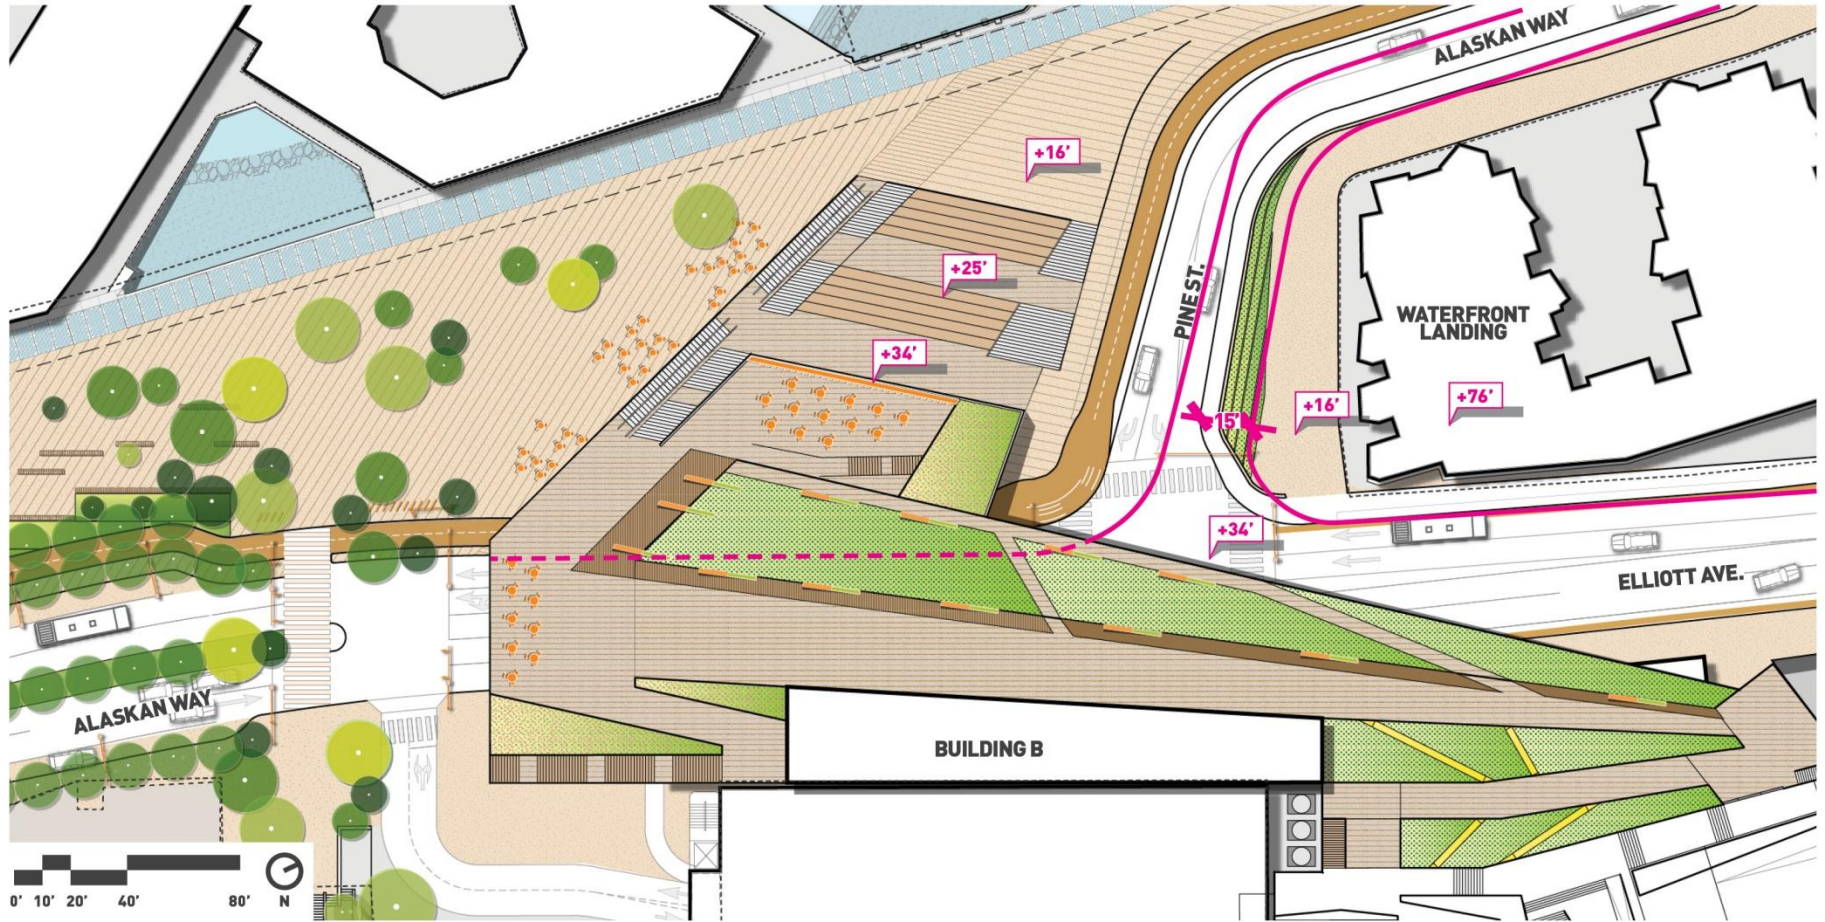 ALASKAN WAY
+16’
+25’
PINE ST.
WATERFRONT
LANDING
+34’
+76’
+16’
15’
+34’
ELLIOTT AVE.
ALASKAN WAY
BUILDING B
0’ 10’ 20’ 40’ 80’ N